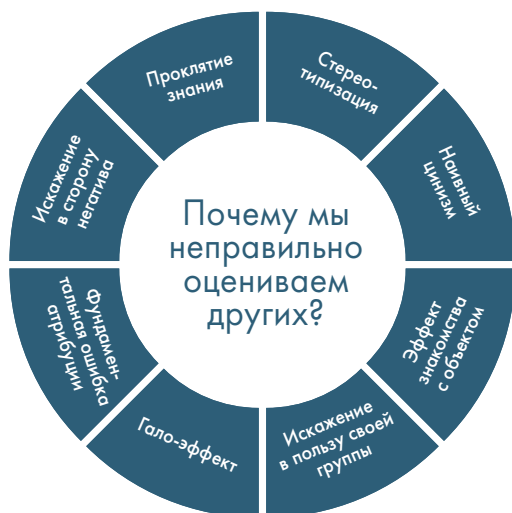 Почему мы
неправильно
оцениваем
других?
Стерео-
типизация
Наивный
цинизм
Эффект
знакомства
с объектом
Искажение
в пользу своей
группы
Гало-эффект
Фундамен-
тальная ошибка
атрибуции
Искажение
в сторону
негатива
Проклятие
знания